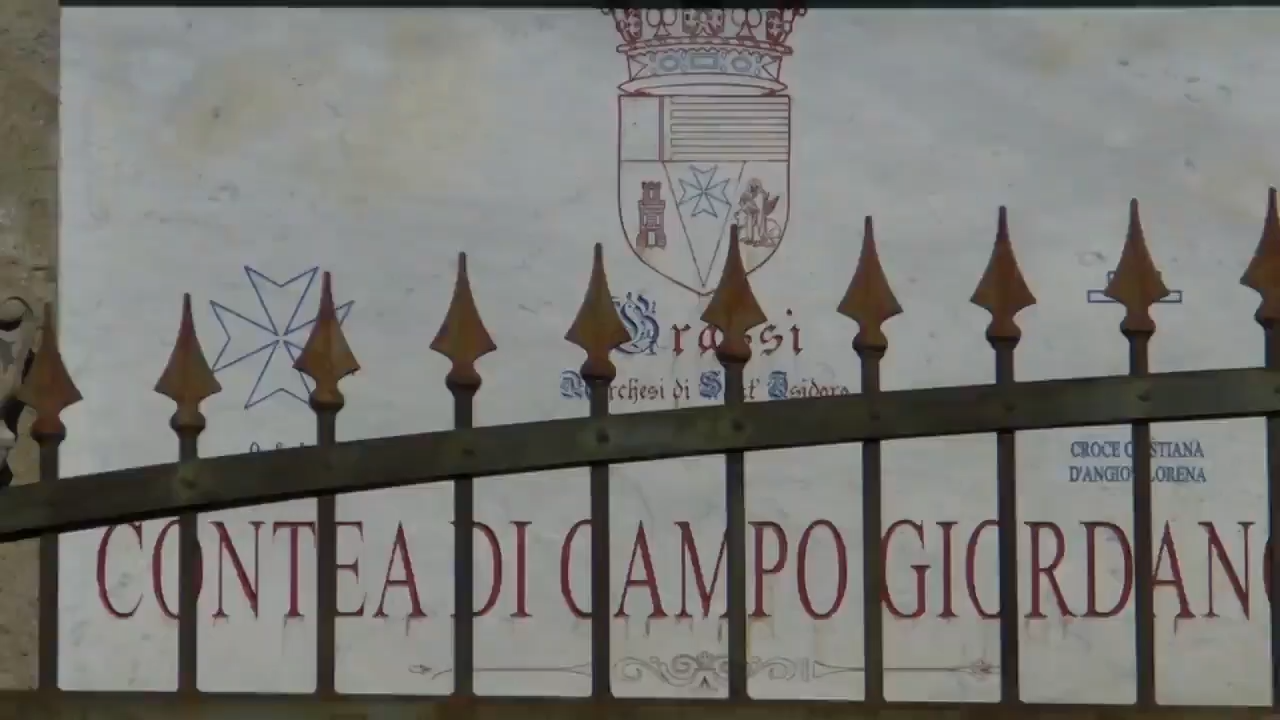 Grassi
Marchesi di Sant' Isidoro
CROCE CRISTIANA
D'ANGIO' LORENA
CONTEA DI CAMPO GIORDANO